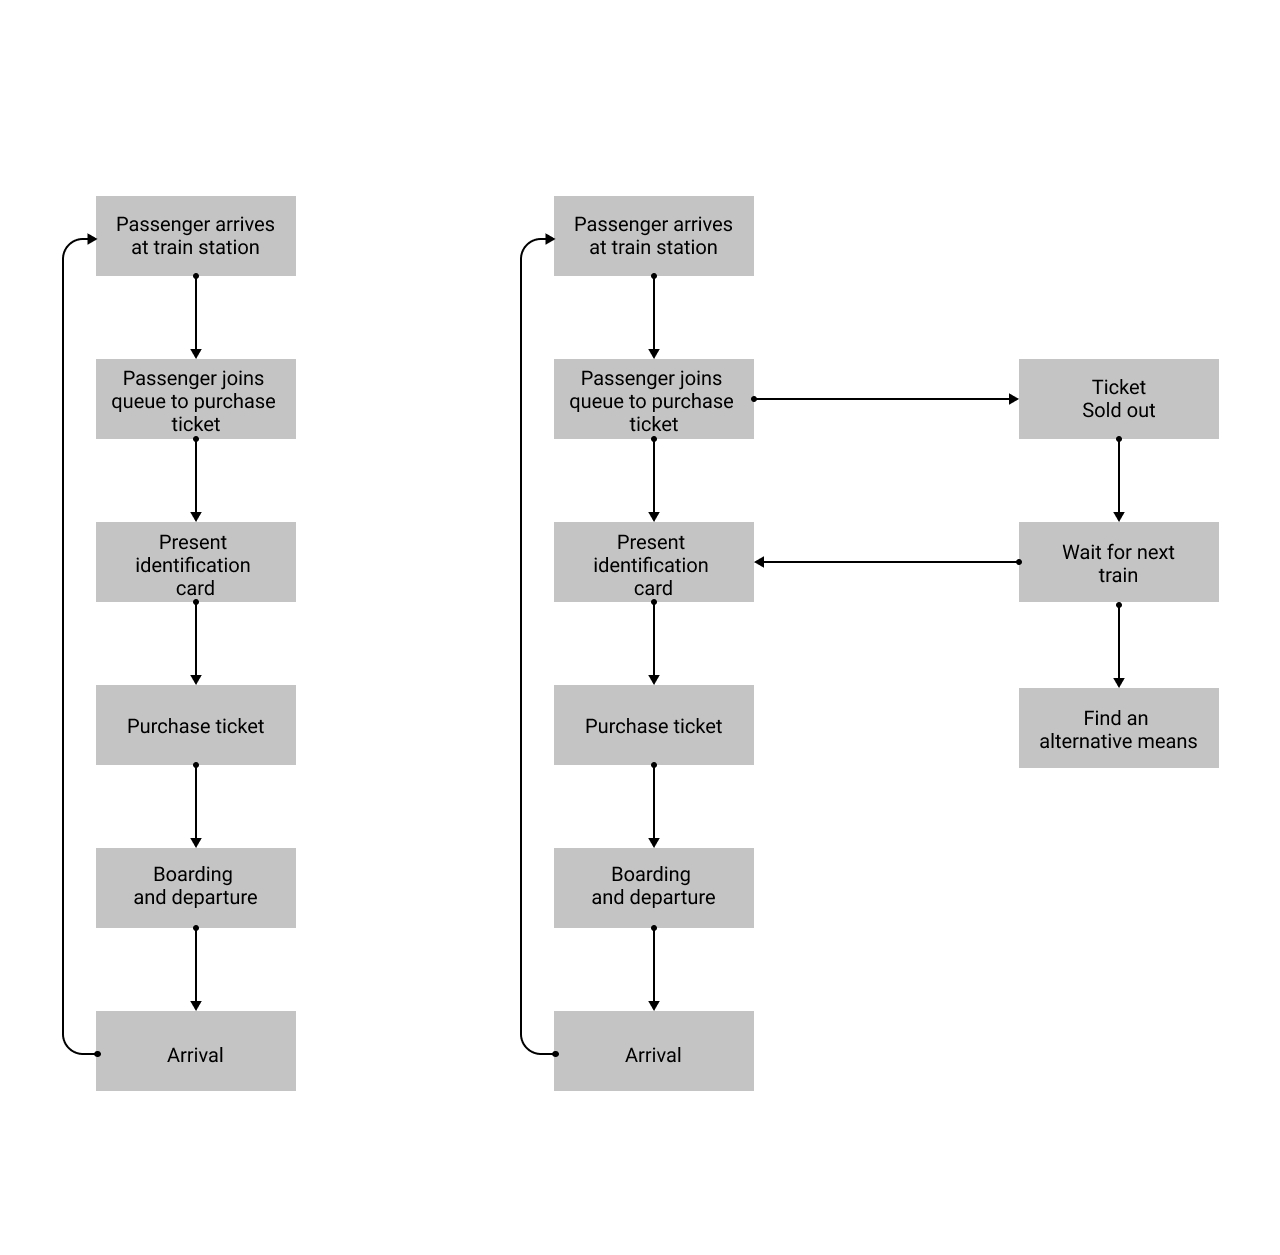 Passenger arrives
at train station
Passenger joins
queue to purchase
ticket
Present
identification
card
Purchase ticket
Boarding
and departure
Arrival
Passenger arrives
at train station
Passenger joins
queue to purchase
ticket
Present
identification
card
Purchase ticket
Boarding
and departure
Arrival
Ticket
Sold out
Wait for next
train
Find an
alternative means